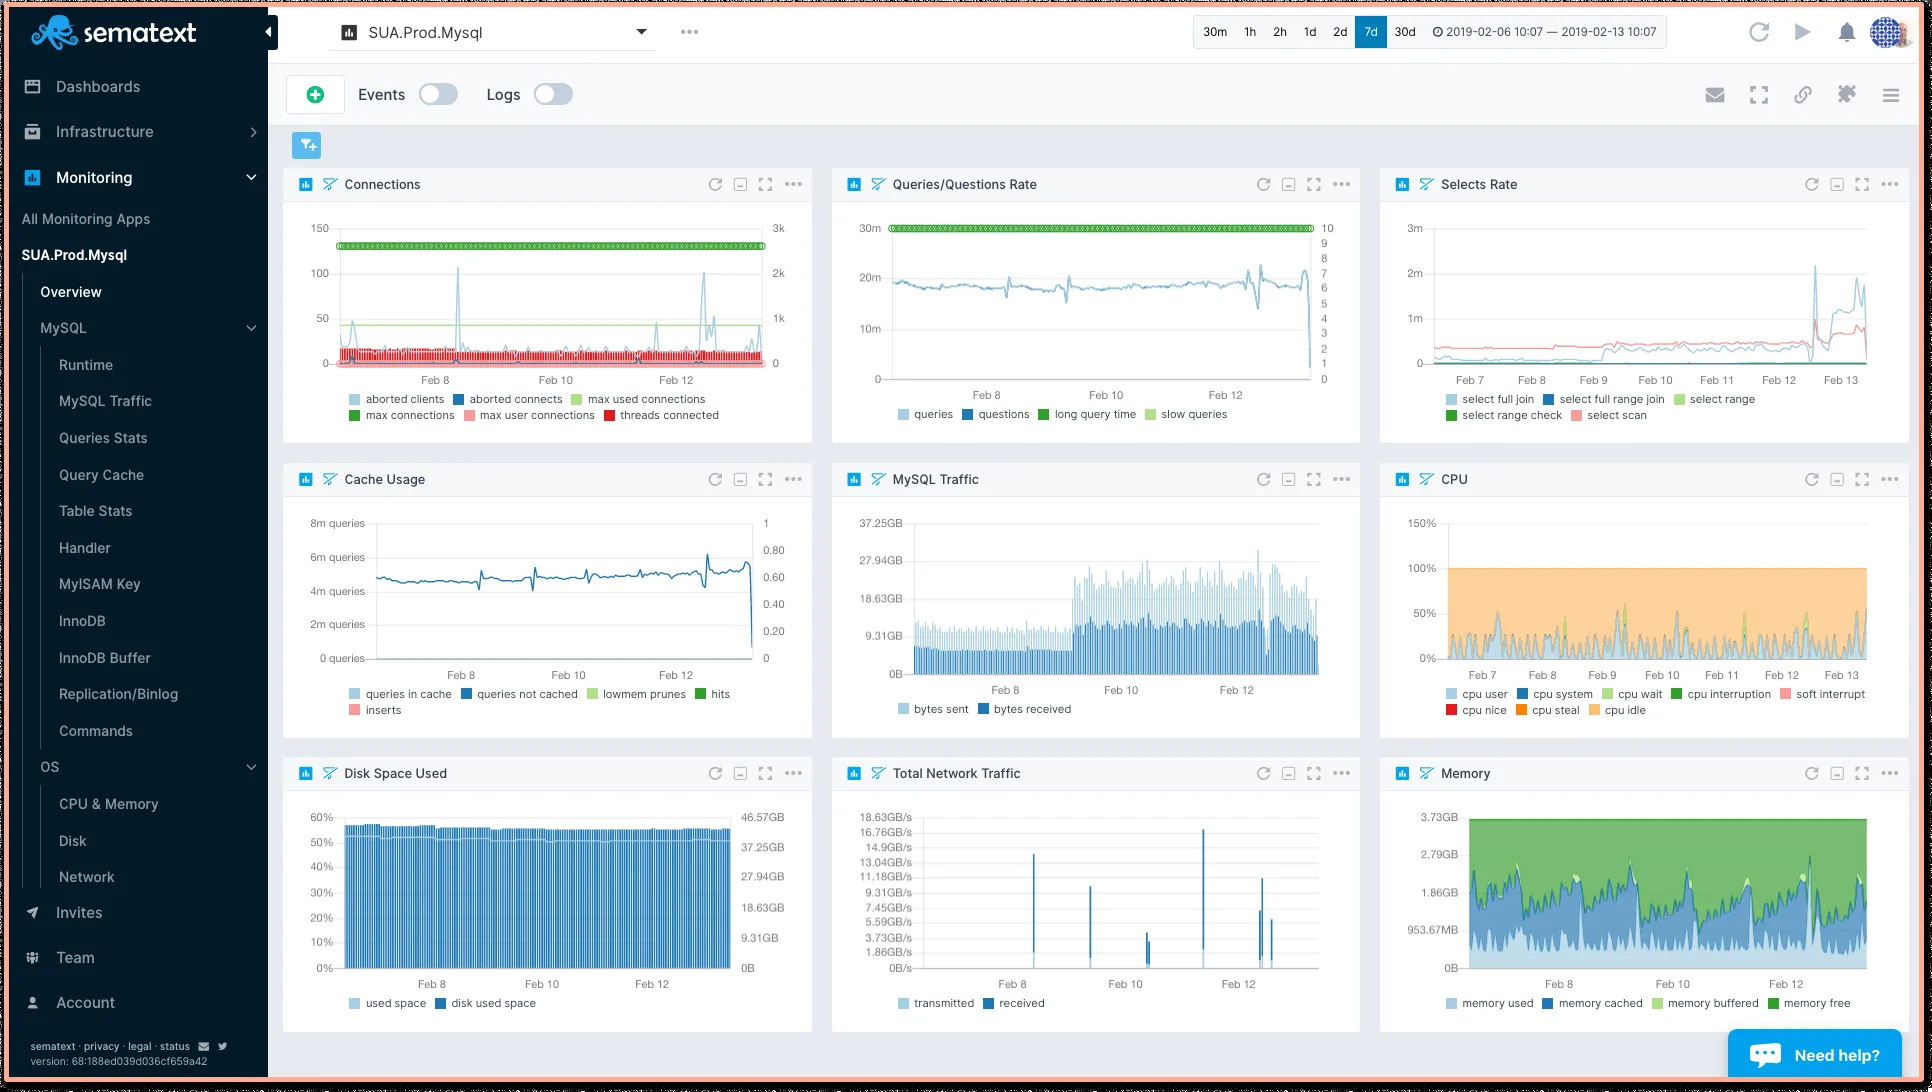 sematext
SUA.Prod.Mysql
30m 1h 2h 1d 2d 7d 30d 2019-02-06 10:07 — 2019-02-13 10:07
Dashboards
Infrastructure
Monitoring
All Monitoring Apps
SUA.Prod.Mysql
Overview
MySQL
Runtime
MySQL Traffic
Queries Stats
Query Cache
Table Stats
Handler
MyISAM Key
InnoDB
InnoDB Buffer
Replication/Binlog
Commands
OS
CPU & Memory
Disk
Network
Invites
Team
Account
sematext · privacy · legal · status
version: 68:188ed039d036cf659a42
Events Logs
Connections
150 3k
100 2k
50 1k
0 0
Feb 8 Feb 10 Feb 12
aborted clients aborted connects max used connections
max connections max user connections threads connected
Queries/Questions Rate
30m 10
9
8
20m 7
6
5
10m 4
3
2
1
0 0
Feb 8 Feb 10 Feb 12
queries questions long query time slow queries
Selects Rate
3m
2m
1m
0
Feb 7 Feb 8 Feb 9 Feb 10 Feb 11 Feb 12 Feb 13
select full join select full range join select range
select range check select scan
Cache Usage
8m queries 1
6m queries 0.80
0.60
4m queries 0.40
2m queries 0.20
0 queries 0
Feb 8 Feb 10 Feb 12
queries in cache queries not cached lowmem prunes hits
inserts
MySQL Traffic
37.25GB
27.94GB
18.63GB
9.31GB
0B
Feb 8 Feb 10 Feb 12
bytes sent bytes received
CPU
150%
100%
50%
0%
Feb 7 Feb 8 Feb 9 Feb 10 Feb 11 Feb 12 Feb 13
cpu user cpu system cpu wait cpu interruption soft interrupt
cpu nice cpu steal cpu idle
Disk Space Used
60% 46.57GB
50% 37.25GB
40% 27.94GB
30% 18.63GB
20%
10% 9.31GB
0% 0B
Feb 8 Feb 10 Feb 12
used space disk used space
Total Network Traffic
18.63GB/s
16.76GB/s
14.9GB/s
13.04GB/s
11.18GB/s
9.31GB/s
7.45GB/s
5.59GB/s
3.73GB/s
1.86GB/s
0B/s
Feb 8 Feb 10 Feb 12
transmitted received
Memory
3.73GB
2.79GB
1.86GB
953.67MB
0B
Feb 8 Feb 10 Feb 12
memory used memory cached memory buffered memory free
Need help?